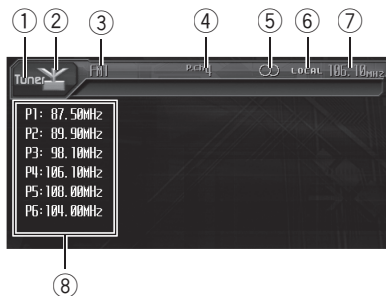 ① ② ③ ④ ⑤ ⑥ ⑦
Tuner FM1 P.CH 4 LOCAL 106.10MHz
P1: 87.50MHz
P2: 89.90MHz
P3: 98.10MHz
P4:106.10MHz
P5:108.00MHz
P6:104.00MHz
⑧